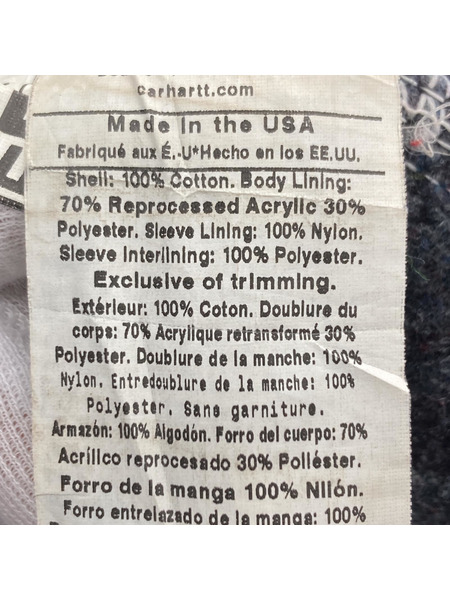 carhartt.com
Made in the USA
Fabriqué aux É.-U*Hecho en los EE.UU.
Shell: 100% Cotton. Body Lining:
70% Reprocessed Acrylic 30%
Polyester. Sleeve Lining: 100% Nylon.
Sleeve Interlining: 100% Polyester.
Exclusive of trimming.
Extérieur: 100% Coton. Doublure du
corps: 70% Acrylique retransformé 30%
Polyester. Doublure de la manche: 100%
Nylon. Entredoublure de la manche: 100%
Polyester. Sans garniture.
Armazón: 100% Algodón. Forro del cuerpo: 70%
Acrílico reprocesado 30% Poliéster.
Forro de la manga 100% Nilón.
Forro entrelazado de la manga: 100%